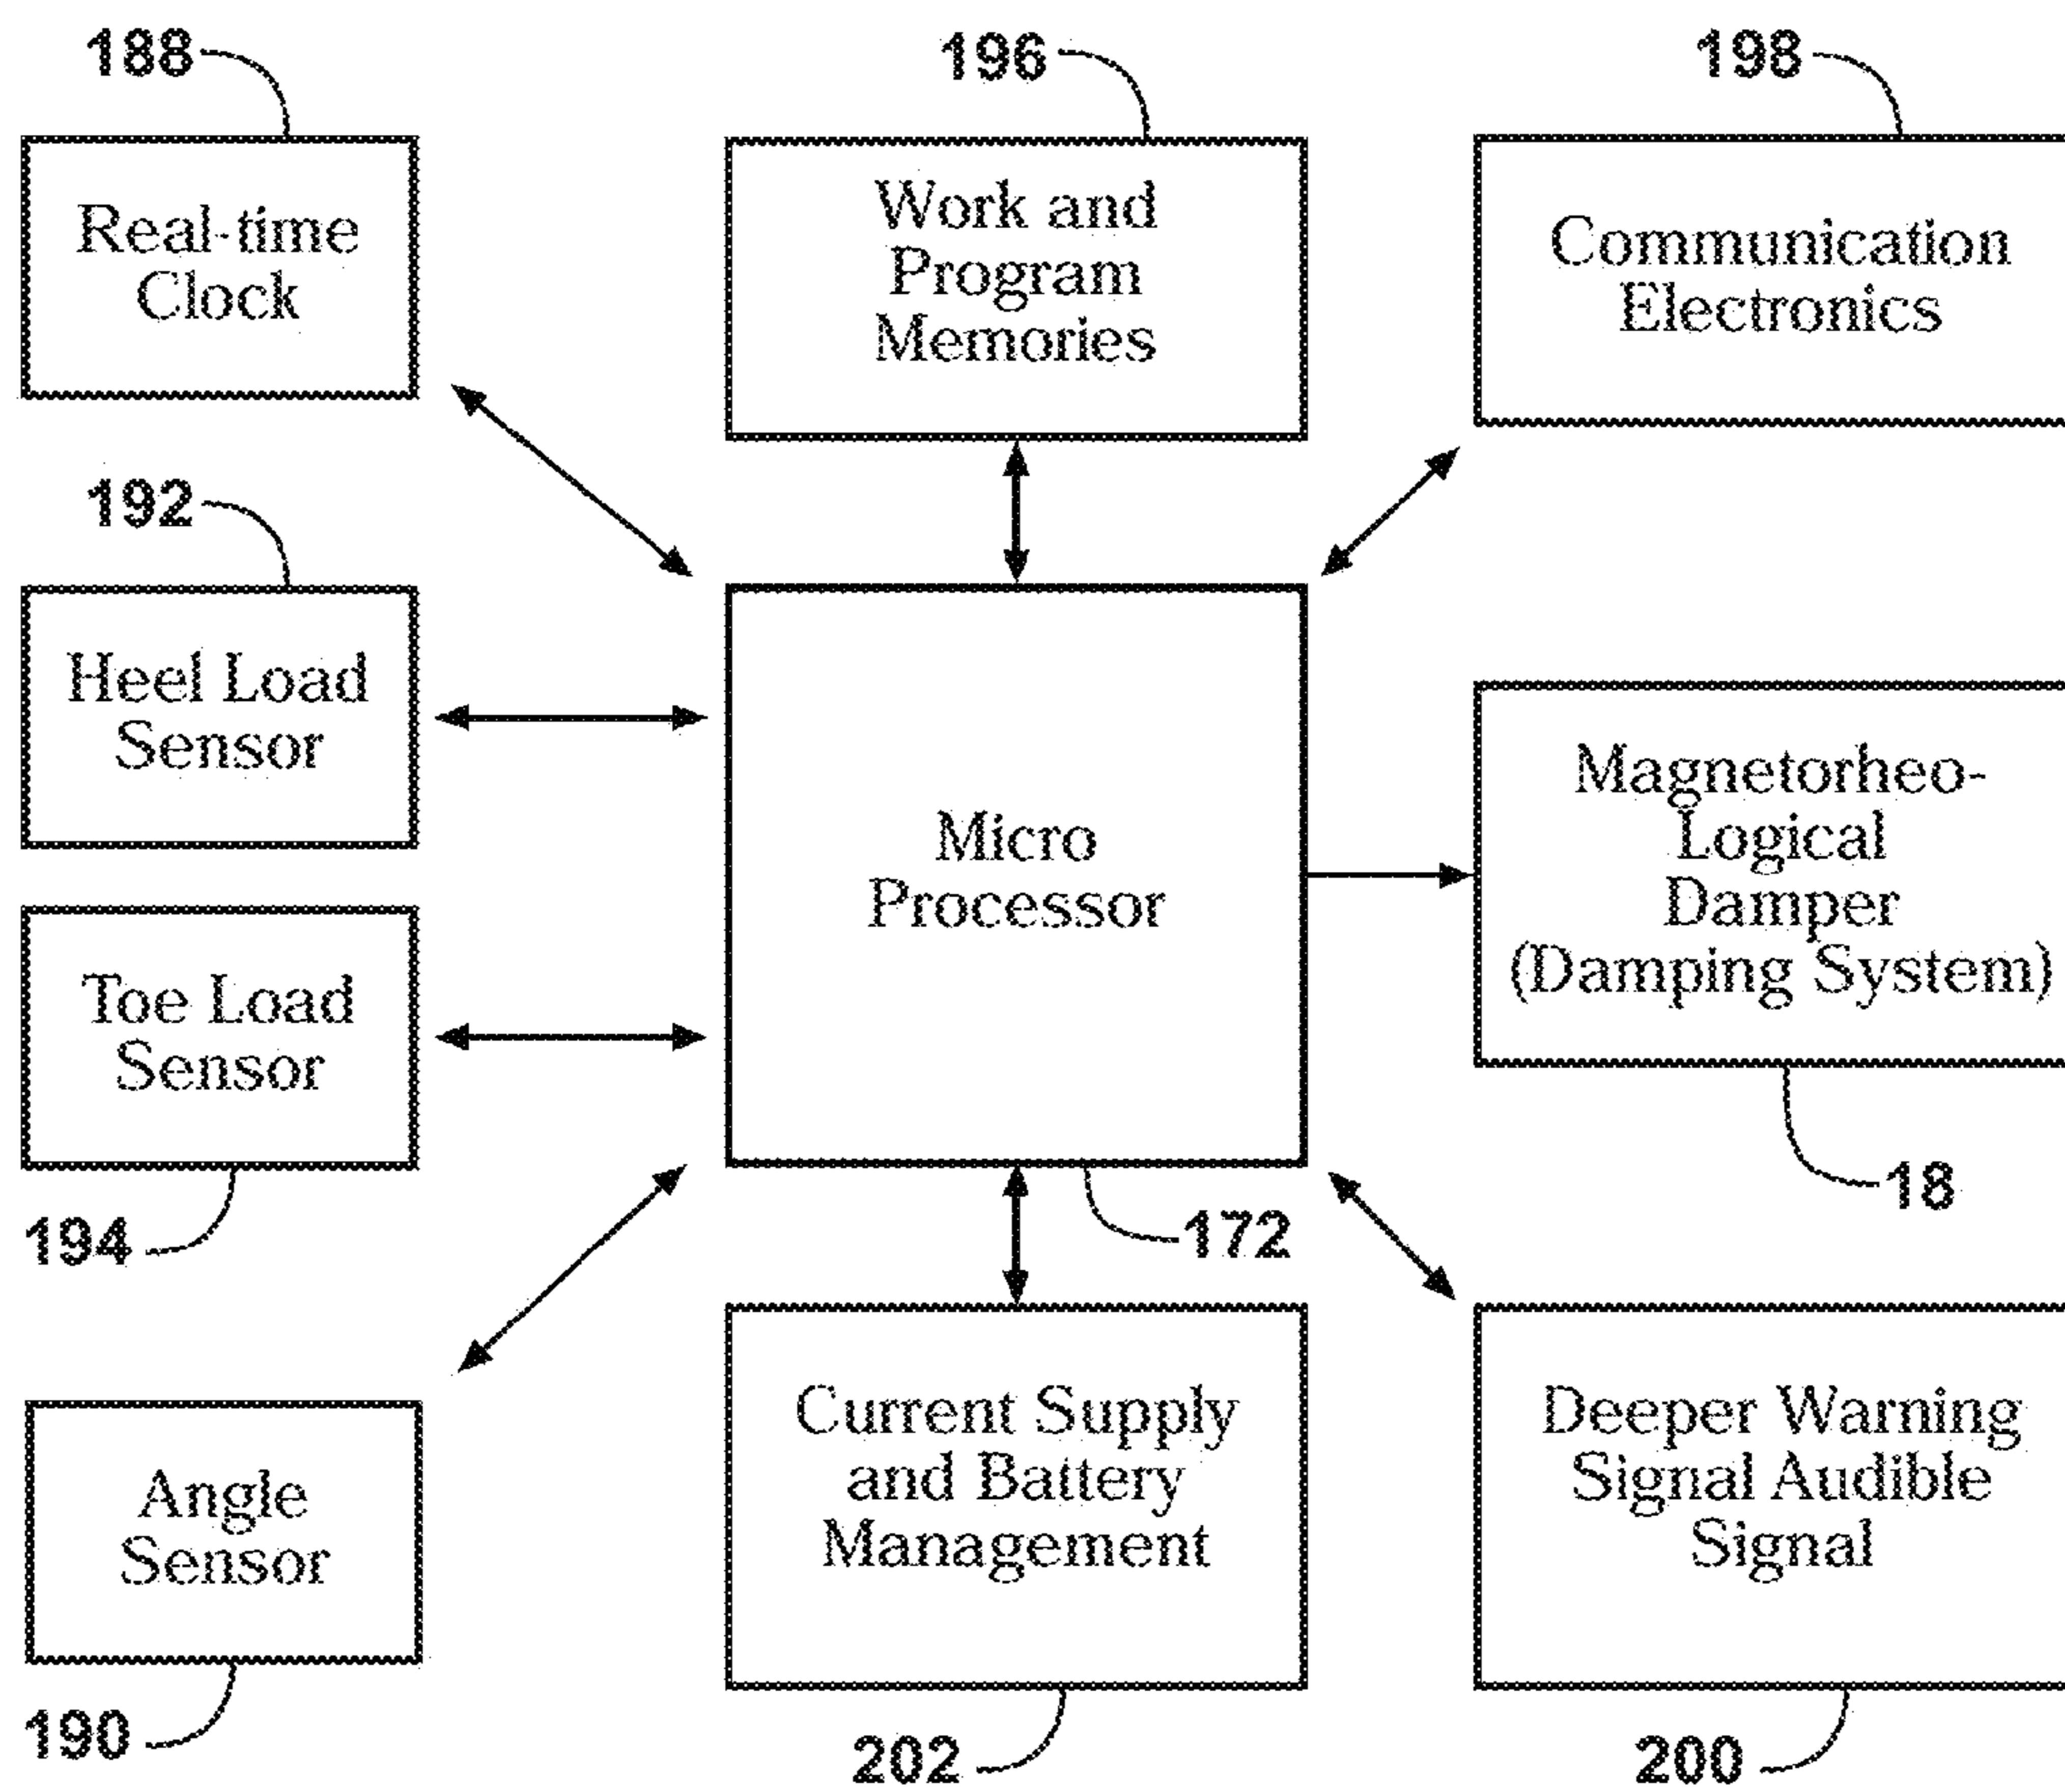 188
196
198
Real-time
Clock
Work and
Program
Memories
Communication
Electronics
192
Heel Load
Sensor
Micro
Processor
Magnetorheo-
Logical
Damper
(Damping System)
Toe Load
Sensor
18
194
172
Angle
Sensor
Current Supply
and Battery
Management
Deeper Warning
Signal Audible
Signal
190
202
200